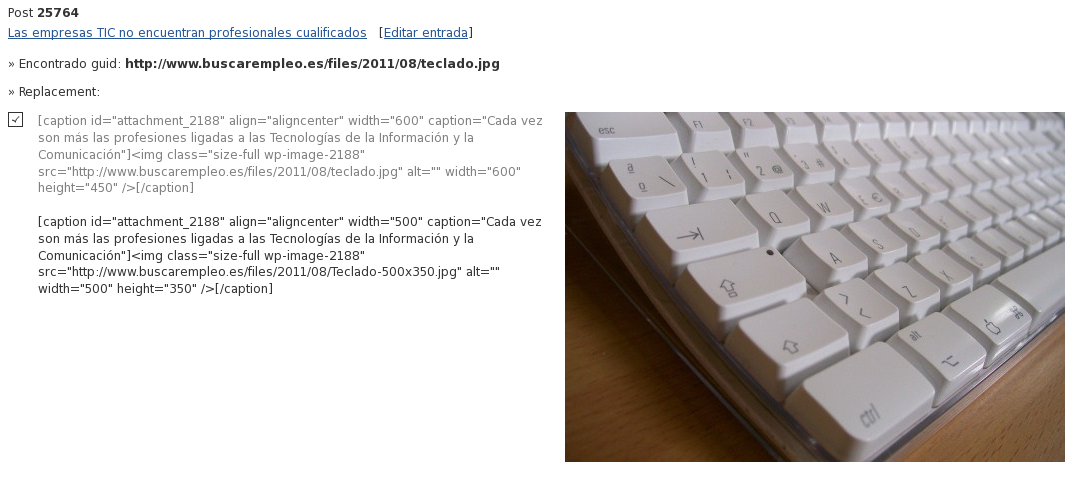 Post 25764
Las empresas TIC no encuentran profesionales cualificados [Editar entrada]
» Encontrado guid: http://www.buscarempleo.es/files/2011/08/teclado.jpg
» Replacement:
[caption id="attachment_2188" align="aligncenter" width="600" caption="Cada vez
son más las profesiones ligadas a las Tecnologías de la Información y la
Comunicación"]<img class="size-full wp-image-2188"
src="http://www.buscarempleo.es/files/2011/08/teclado.jpg" alt="" width="600"
height="450" />[/caption]
[caption id="attachment_2188" align="aligncenter" width="500" caption="Cada vez
son más las profesiones ligadas a las Tecnologías de la Información y la
Comunicación"]<img class="size-full wp-image-2188"
src="http://www.buscarempleo.es/files/2011/08/Teclado-500x350.jpg" alt=""
width="500" height="350" />[/caption]
esc F1 F2 F3
ª º \ ! 1 " 2 @ 3 #
Q W E €
A S D
> < Z X
alt
ctrl